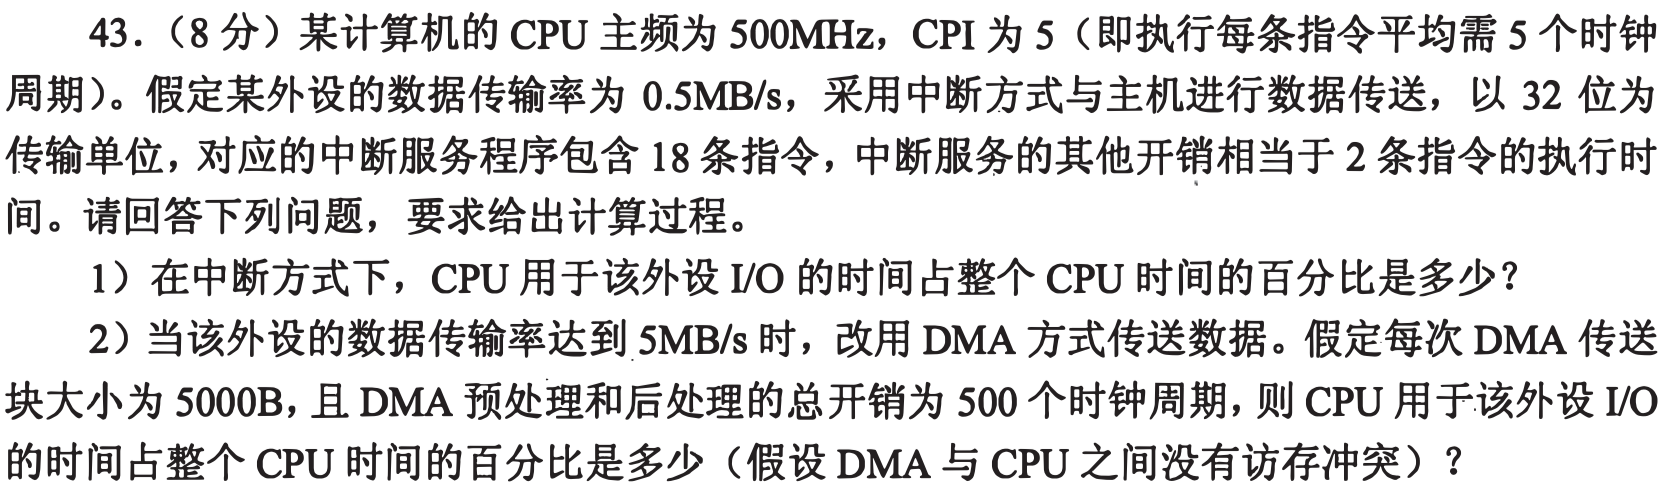 43.（8 分）某计算机的 CPU 主频为 500MHz，CPI 为 5（即执行每条指令平均需 5 个时钟
周期）。假定某外设的数据传输率为 0.5MB/s，采用中断方式与主机进行数据传送，以 32 位为
传输单位，对应的中断服务程序包含 18 条指令，中断服务的其他开销相当于 2 条指令的执行时
间。请回答下列问题，要求给出计算过程。
1）在中断方式下，CPU 用于该外设 I/O 的时间占整个 CPU 时间的百分比是多少？
2）当该外设的数据传输率达到 5MB/s 时，改用 DMA 方式传送数据。假定每次 DMA 传送
块大小为 5000B，且 DMA 预处理和后处理的总开销为 500 个时钟周期，则 CPU 用于该外设 I/O
的时间占整个 CPU 时间的百分比是多少（假设 DMA 与 CPU 之间没有访存冲突）？